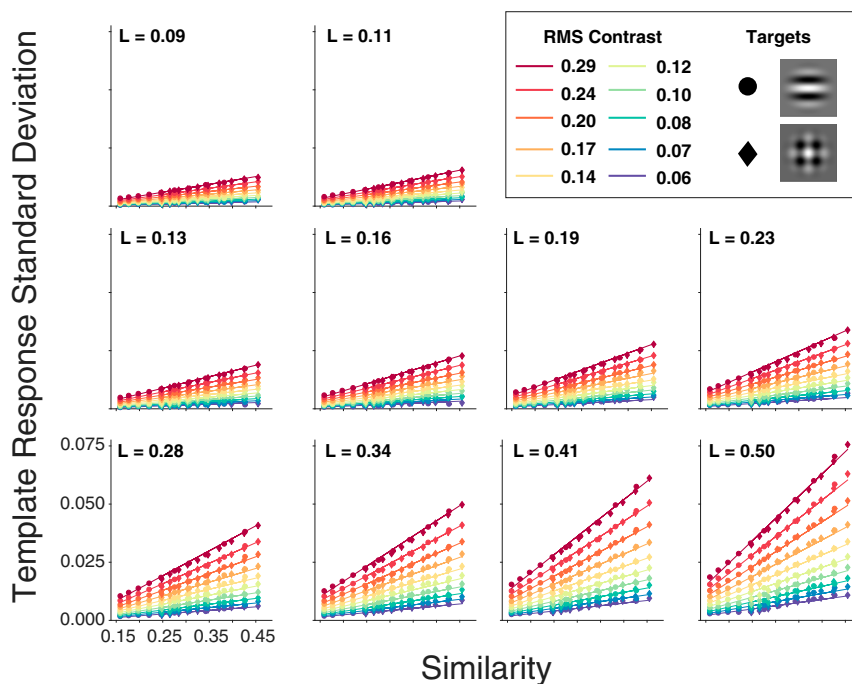 L = 0.09
L = 0.11
RMS Contrast
Targets
0.29
0.12
0.24
0.10
0.20
0.08
0.17
0.07
0.14
0.06
L = 0.13
L = 0.16
L = 0.19
L = 0.23
L = 0.28
L = 0.34
L = 0.41
L = 0.50
Template Response Standard Deviation
0.075
0.050
0.025
0.000
0.15 0.25 0.35 0.45
Similarity